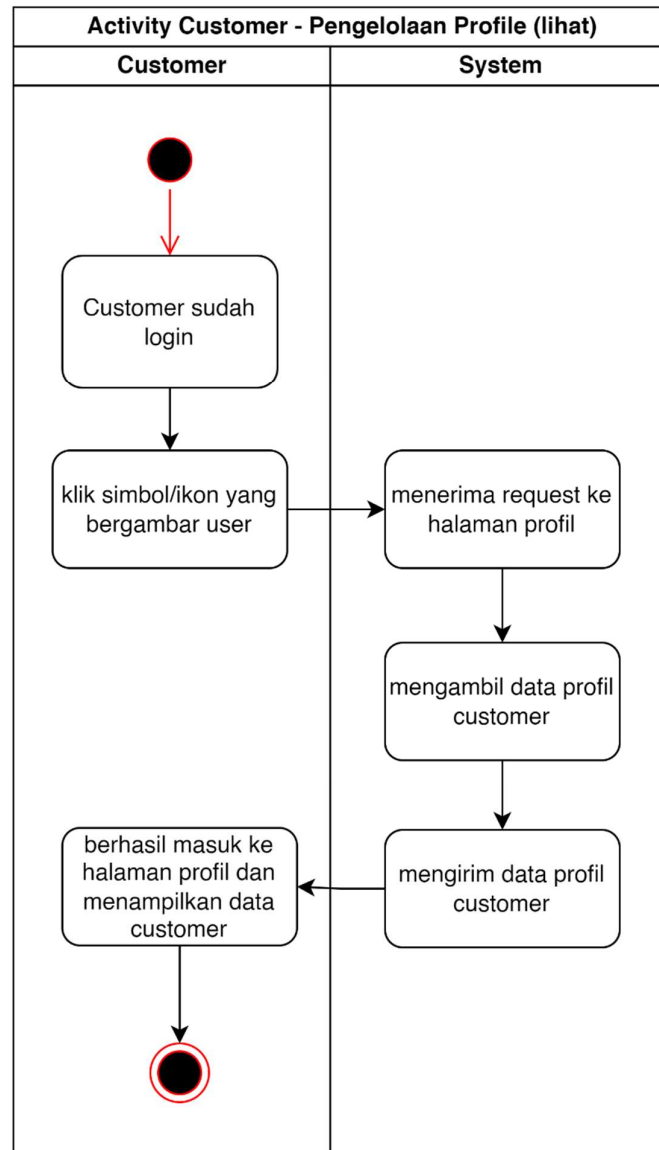 Activity Customer - Pengelolaan Profile (lihat)
Customer
System
Customer sudah
login
klik simbol/ikon yang
bergambar user
menerima request ke
halaman profil
mengambil data profil
customer
mengirim data profil
customer
berhasil masuk ke
halaman profil dan
menampilkan data
customer